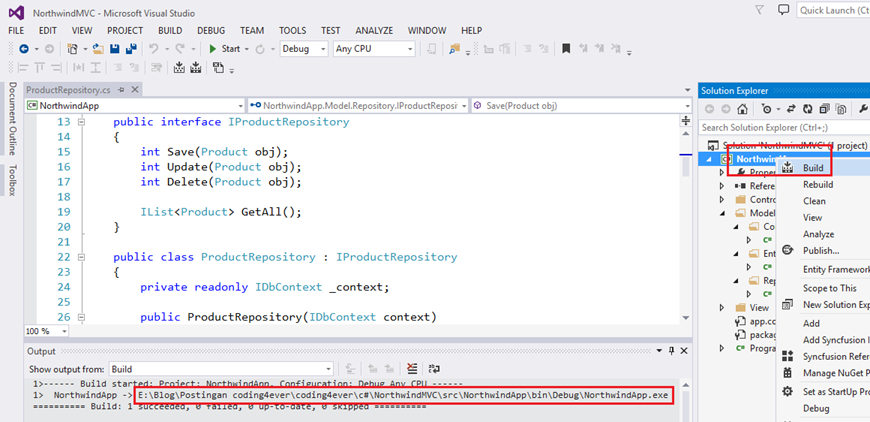 NorthwindMVC - Microsoft Visual Studio
Quick Launch (Ctrl+
FILE EDIT VIEW PROJECT BUILD DEBUG TEAM TOOLS TEST ANALYZE WINDOW HELP
Start Debug Any CPU
Document Outline
Toolbox
ProductRepository.cs
NorthwindApp NorthwindApp.Model.Repository.IProductReposit Save(Product obj)
13 public interface IProductRepository
14 {
15 int Save(Product obj);
16 int Update(Product obj);
17 int Delete(Product obj);
18
19 IList<Product> GetAll();
20 }
21
22 public class ProductRepository : IProductRepository
23 {
24 private readonly IDbContext _context;
25
26 public ProductRepository(IDbContext context)
100 %
Output
Show output from: Build
1>------ Build started: Project: NorthwindApp, Configuration: Debug Any CPU ------
1> NorthwindApp -> E:\Blog\Postingan coding4ever\coding4ever\c#\NorthwindMVC\src\NorthwindApp\bin\Debug\NorthwindApp.exe
========== Build: 1 succeeded, 0 failed, 0 up-to-date, 0 skipped ==========
Solution Explorer
Search Solution Explorer (Ctrl+;)
Solution 'NorthwindMVC' (1 project)
Northwind
Proper
Refere
Contro
Model
Co
C#
Ent
C#
Rep
C#
View
app.co
packag
Progra
Build
Rebuild
Clean
View
Analyze
Publish...
Entity Framework
Scope to This
New Solution Exp
Add
Add Syncfusion I
Syncfusion Refer
Manage NuGet P
Set as StartUp Pro
Debug